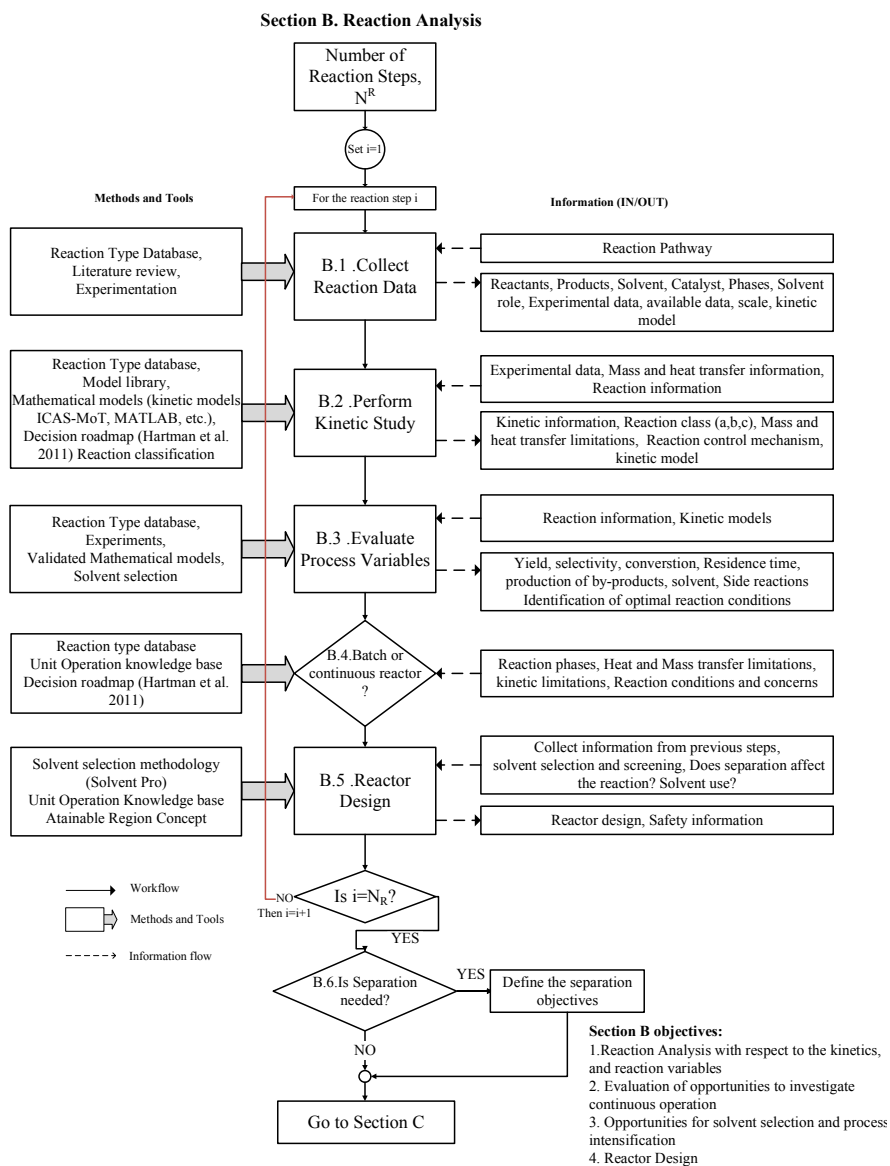 Section B. Reaction Analysis
Number of
Reaction Steps,
N^R
Set i=1
Methods and Tools
For the reaction step i
Information (IN/OUT)
Reaction Type Database,
Literature review,
Experimentation
B.1 .Collect
Reaction Data
Reaction Pathway
Reactants, Products, Solvent, Catalyst, Phases, Solvent
role, Experimental data, available data, scale, kinetic
model
Reaction Type database,
Model library,
Mathematical models (kinetic models
ICAS-MoT, MATLAB, etc.),
Decision roadmap (Hartman et al.
2011) Reaction classification
B.2 .Perform
Kinetic Study
Experimental data, Mass and heat transfer information,
Reaction information
Kinetic information, Reaction class (a,b,c), Mass and
heat transfer limitations, Reaction control mechanism,
kinetic model
Reaction Type database,
Experiments,
Validated Mathematical models,
Solvent selection
B.3 .Evaluate
Process Variables
Reaction information, Kinetic models
Yield, selectivity, converstion, Residence time,
production of by-products, solvent, Side reactions
Identification of optimal reaction conditions
Reaction type database
Unit Operation knowledge base
Decision roadmap (Hartman et al.
2011)
B.4.Batch or
continuous reactor
?
Reaction phases, Heat and Mass transfer limitations,
kinetic limitations, Reaction conditions and concerns
Solvent selection methodology
(Solvent Pro)
Unit Operation Knowledge base
Atainable Region Concept
B.5 .Reactor
Design
Collect information from previous steps,
solvent selection and screening, Does separation affect
the reaction? Solvent use?
Reactor design, Safety information
Workflow
Methods and Tools
Information flow
NO
Then i=i+1
Is i=N_R?
YES
B.6.Is Separation
needed?
YES
Define the separation
objectives
NO
Go to Section C
Section B objectives:
1.Reaction Analysis with respect to the kinetics,
and reaction variables
2. Evaluation of opportunities to investigate
continuous operation
3. Opportunities for solvent selection and process
intensification
4. Reactor Design